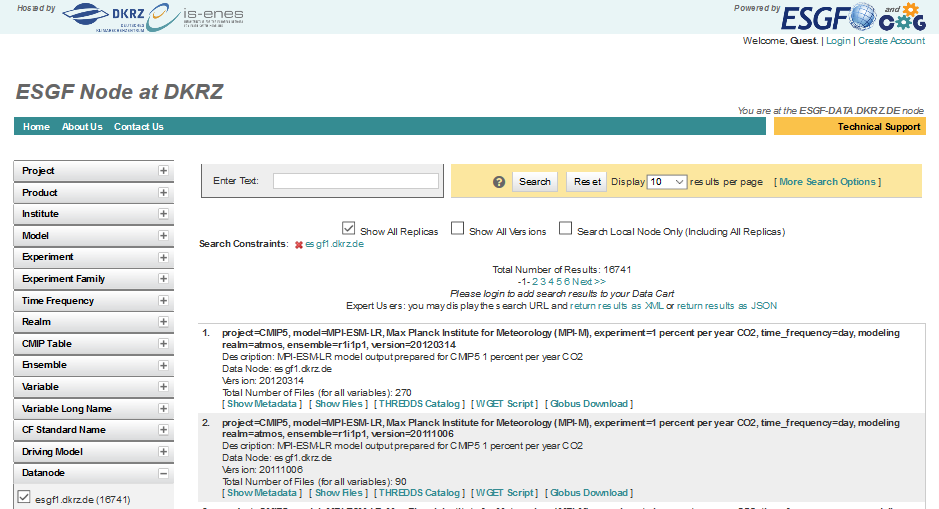 Hosted by DKRZ is-enes
DEUTSCHES KLIMARECHENZENTRUM
Powered by ESGF and CoG
Welcome, Guest. | Login | Create Account
ESGF Node at DKRZ
You are at the ESGF-DATA.DKRZ.DE node
Home About Us Contact Us
Technical Support
Project
Product
Institute
Model
Experiment
Experiment Family
Time Frequency
Realm
CMIP Table
Ensemble
Variable
Variable Long Name
CF Standard Name
Driving Model
Datanode
esgf1.dkrz.de (16741)
Enter Text:
? Search Reset Display 10 results per page [ More Search Options ]
Show All Replicas Show All Versions Search Local Node Only (Including All Replicas)
Search Constraints: esgf1.dkrz.de
Total Number of Results: 16741
-1- 2 3 4 5 6 Next >>
Please login to add search results to your Data Cart
Expert Users: you may display the search URL and return results as XML or return results as JSON
1. project=CMIP5, model=MPI-ESM-LR, Max Planck Institute for Meteorology (MPI-M), experiment=1 percent per year CO2, time_frequency=day, modeling
realm=atmos, ensemble=r1i1p1, version=20120314
Description: MPI-ESM-LR model output prepared for CMIP5 1 percent per year CO2
Data Node: esgf1.dkrz.de
Version: 20120314
Total Number of Files (for all variables): 270
[ Show Metadata ] [ Show Files ] [ THREDDS Catalog ] [ WGET Script ] [ Globus Download ]
2. project=CMIP5, model=MPI-ESM-LR, Max Planck Institute for Meteorology (MPI-M), experiment=1 percent per year CO2, time_frequency=day, modeling
realm=atmos, ensemble=r1i1p1, version=20111006
Description: MPI-ESM-LR model output prepared for CMIP5 1 percent per year CO2
Data Node: esgf1.dkrz.de
Version: 20111006
Total Number of Files (for all variables): 90
[ Show Metadata ] [ Show Files ] [ THREDDS Catalog ] [ WGET Script ] [ Globus Download ]